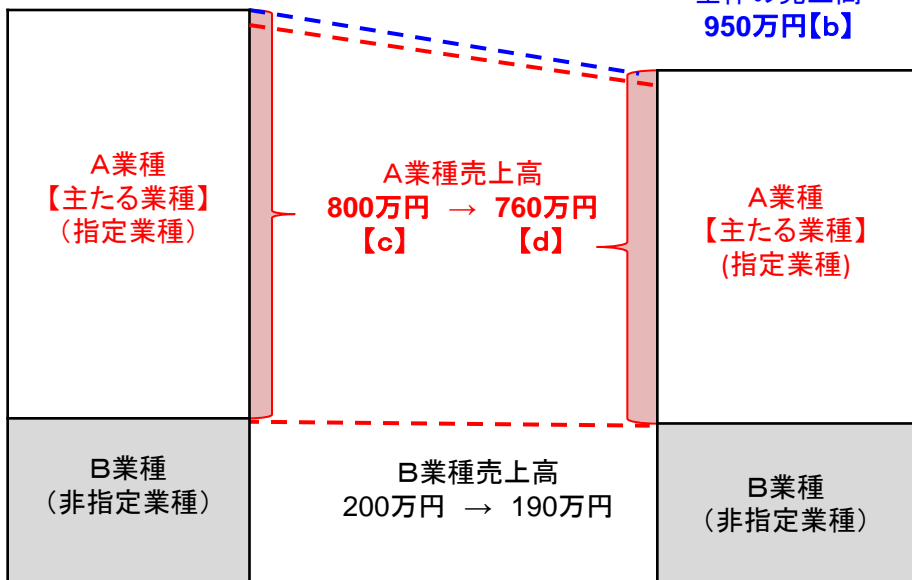 950万円【b】
A業種
【主たる業種】
（指定業種）
A業種売上高
800万円 → 760万円
【c】 【d】
A業種
【主たる業種】
(指定業種)
B業種
（非指定業種）
B業種売上高
200万円 → 190万円
B業種
（非指定業種）